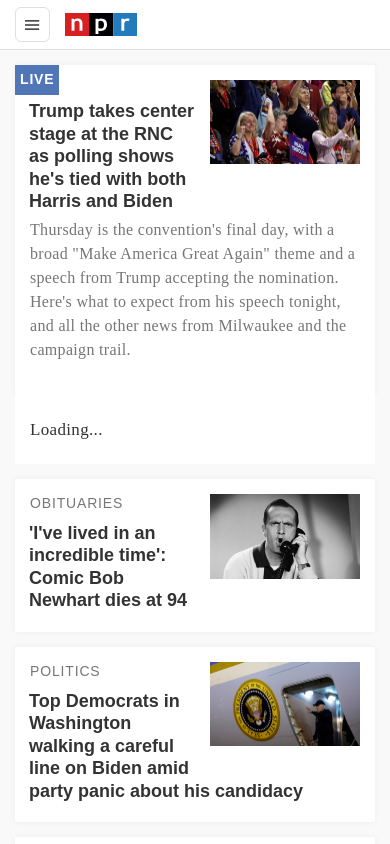 npr
LIVE
Trump takes center
stage at the RNC
as polling shows
he's tied with both
Harris and Biden
Thursday is the convention's final day, with a
broad "Make America Great Again" theme and a
speech from Trump accepting the nomination.
Here's what to expect from his speech tonight,
and all the other news from Milwaukee and the
campaign trail.
Loading...
OBITUARIES
'I've lived in an
incredible time':
Comic Bob
Newhart dies at 94
POLITICS
Top Democrats in
Washington
walking a careful
line on Biden amid
party panic about his candidacy